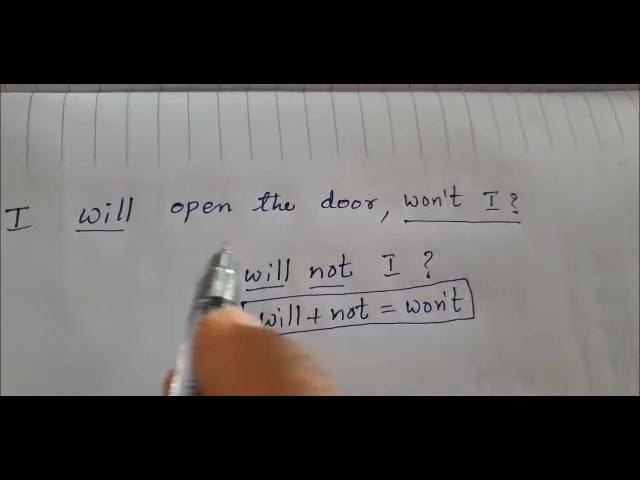 I will open the door, won't I?
will not I ?
will + not = won't